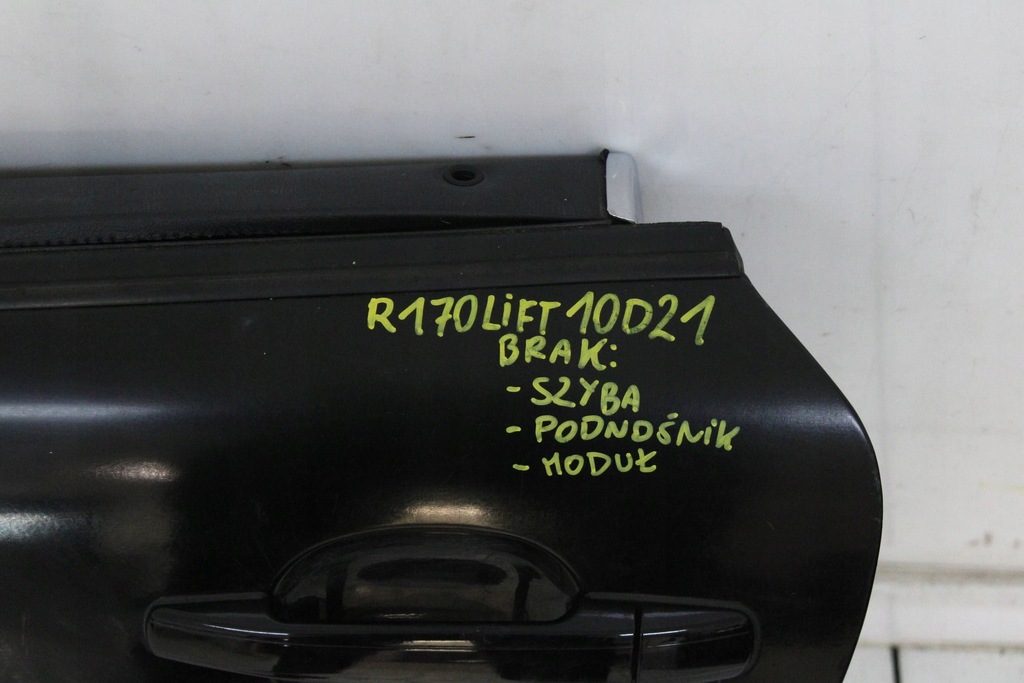 R170LiFT 10D21
BRAK:
- SZYBA
- PODNOŚNiK
- MODUŁ